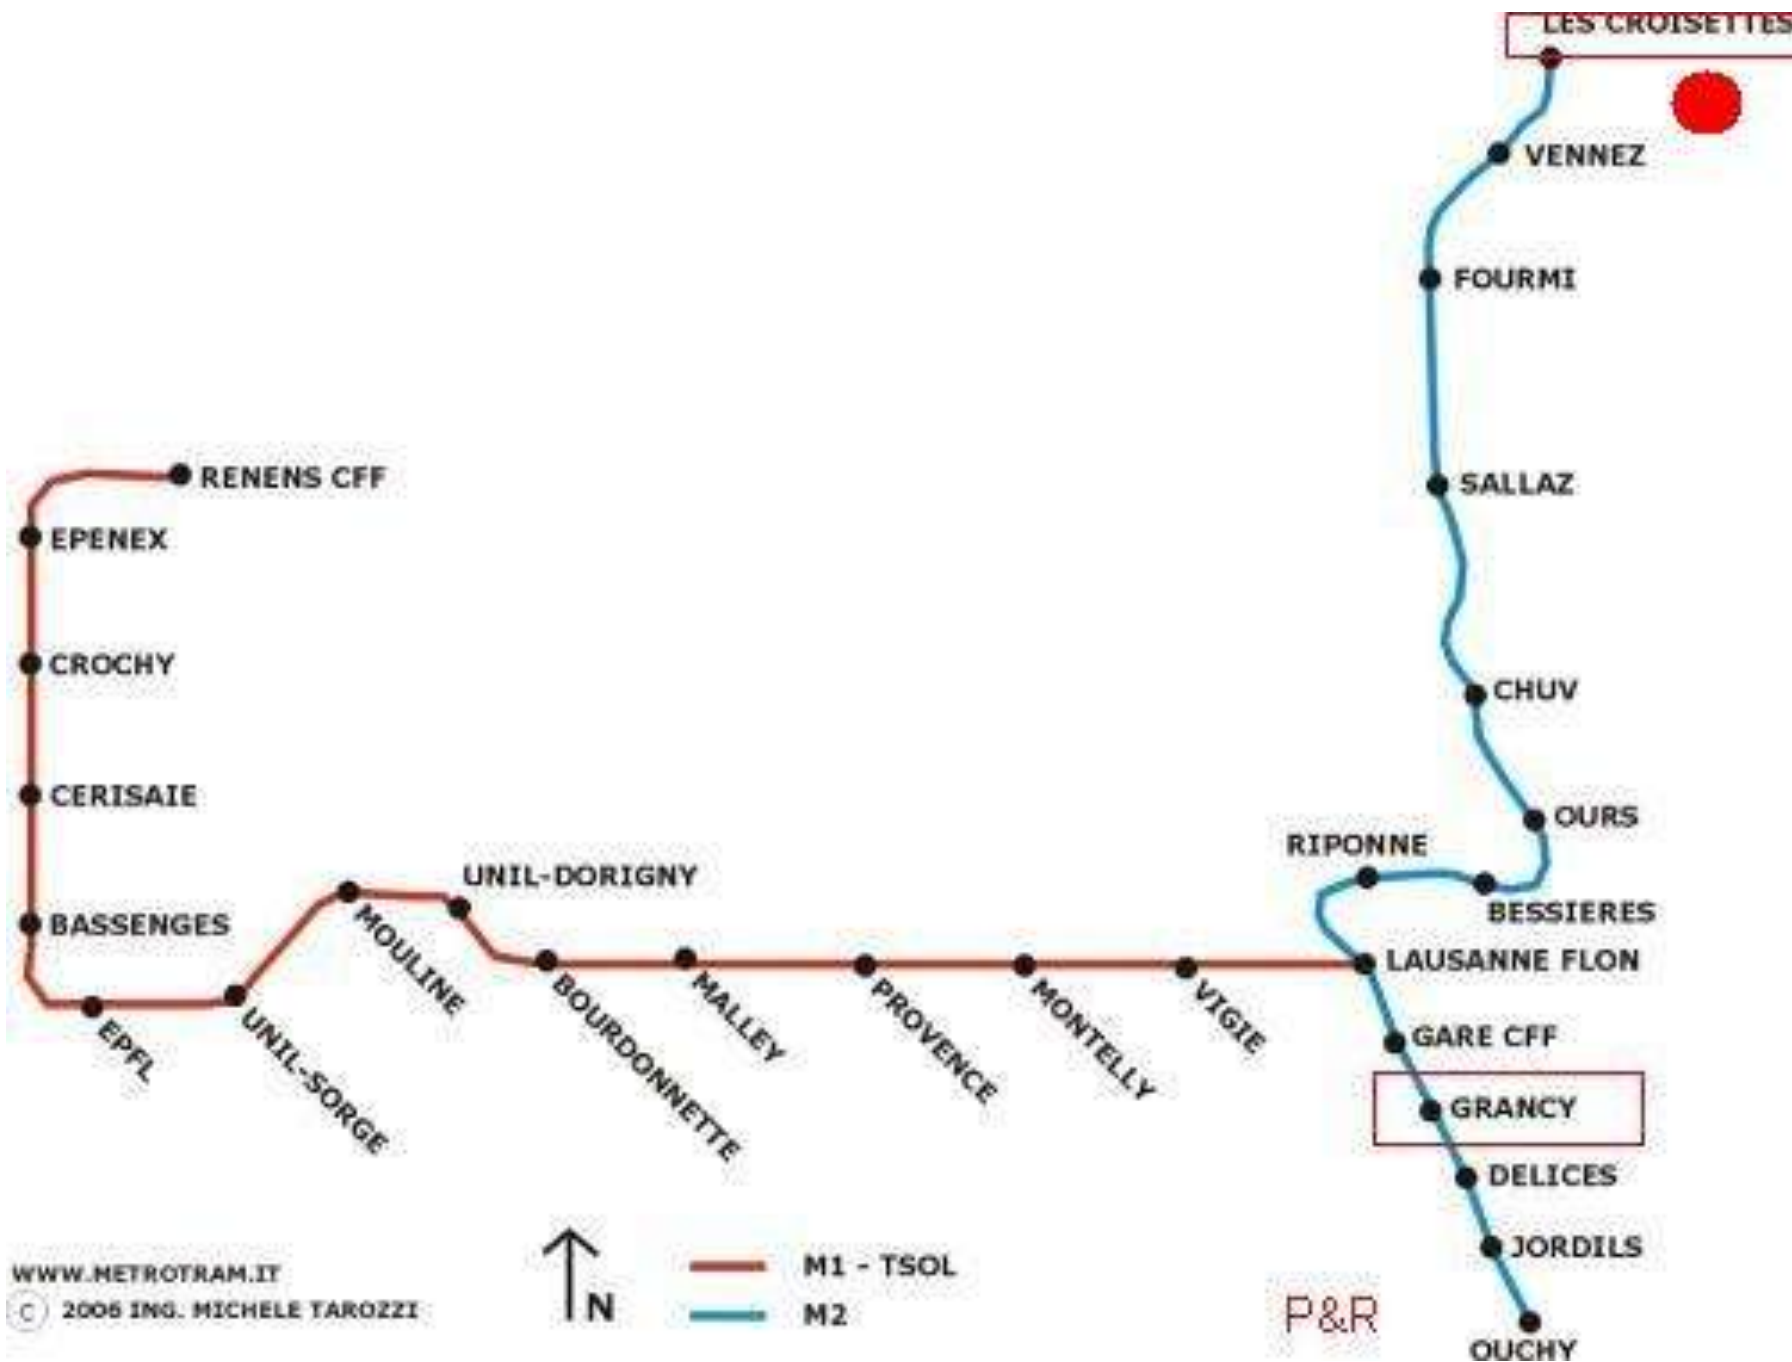 LES CROISETTES
VENNEZ
FOURMI
SALLAZ
RENENS CFF
EPENEX
CROCHY
CHUV
CERISAIE
OURS
RIPONNE
UNIL-DORIGNY
BESSIERES
BASSENGES
MOULINE
LAUSANNE FLON
EPFL
UNIL-SORGE
BOURDONNETTE
MALLEY
PROVENCE
MONTELLY
VIGIE
GARE CFF
GRANCY
DELICES
JORDILS
OUCHY
WWW.METROTRAM.IT
C 2006 ING. MICHELE TAROZZI
N
M1 - TSOL
M2
P&R